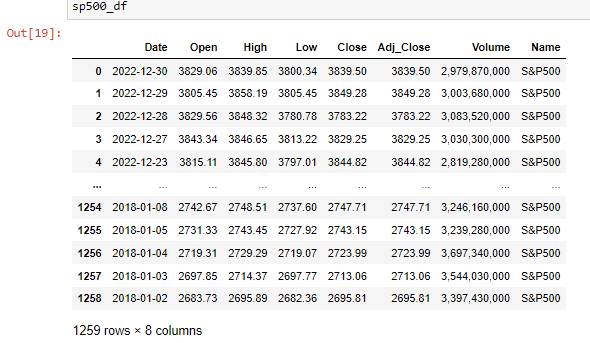 sp500_df
Out[19]:
Date Open High Low Close Adj_Close Volume Name
0 2022-12-30 3829.06 3839.85 3800.34 3839.50 3839.50 2,979,870,000 S&P500
1 2022-12-29 3805.45 3858.19 3805.45 3849.28 3849.28 3,003,680,000 S&P500
2 2022-12-28 3829.56 3848.32 3780.78 3783.22 3783.22 3,083,520,000 S&P500
3 2022-12-27 3843.34 3846.65 3813.22 3829.25 3829.25 3,030,300,000 S&P500
4 2022-12-23 3815.11 3845.80 3797.01 3844.82 3844.82 2,819,280,000 S&P500
... ... ... ... ... ... ... ... ...
1254 2018-01-08 2742.67 2748.51 2737.60 2747.71 2747.71 3,246,160,000 S&P500
1255 2018-01-05 2731.33 2743.45 2727.92 2743.15 2743.15 3,239,280,000 S&P500
1256 2018-01-04 2719.31 2729.29 2719.07 2723.99 2723.99 3,697,340,000 S&P500
1257 2018-01-03 2697.85 2714.37 2697.77 2713.06 2713.06 3,544,030,000 S&P500
1258 2018-01-02 2683.73 2695.89 2682.36 2695.81 2695.81 3,397,430,000 S&P500
1259 rows × 8 columns